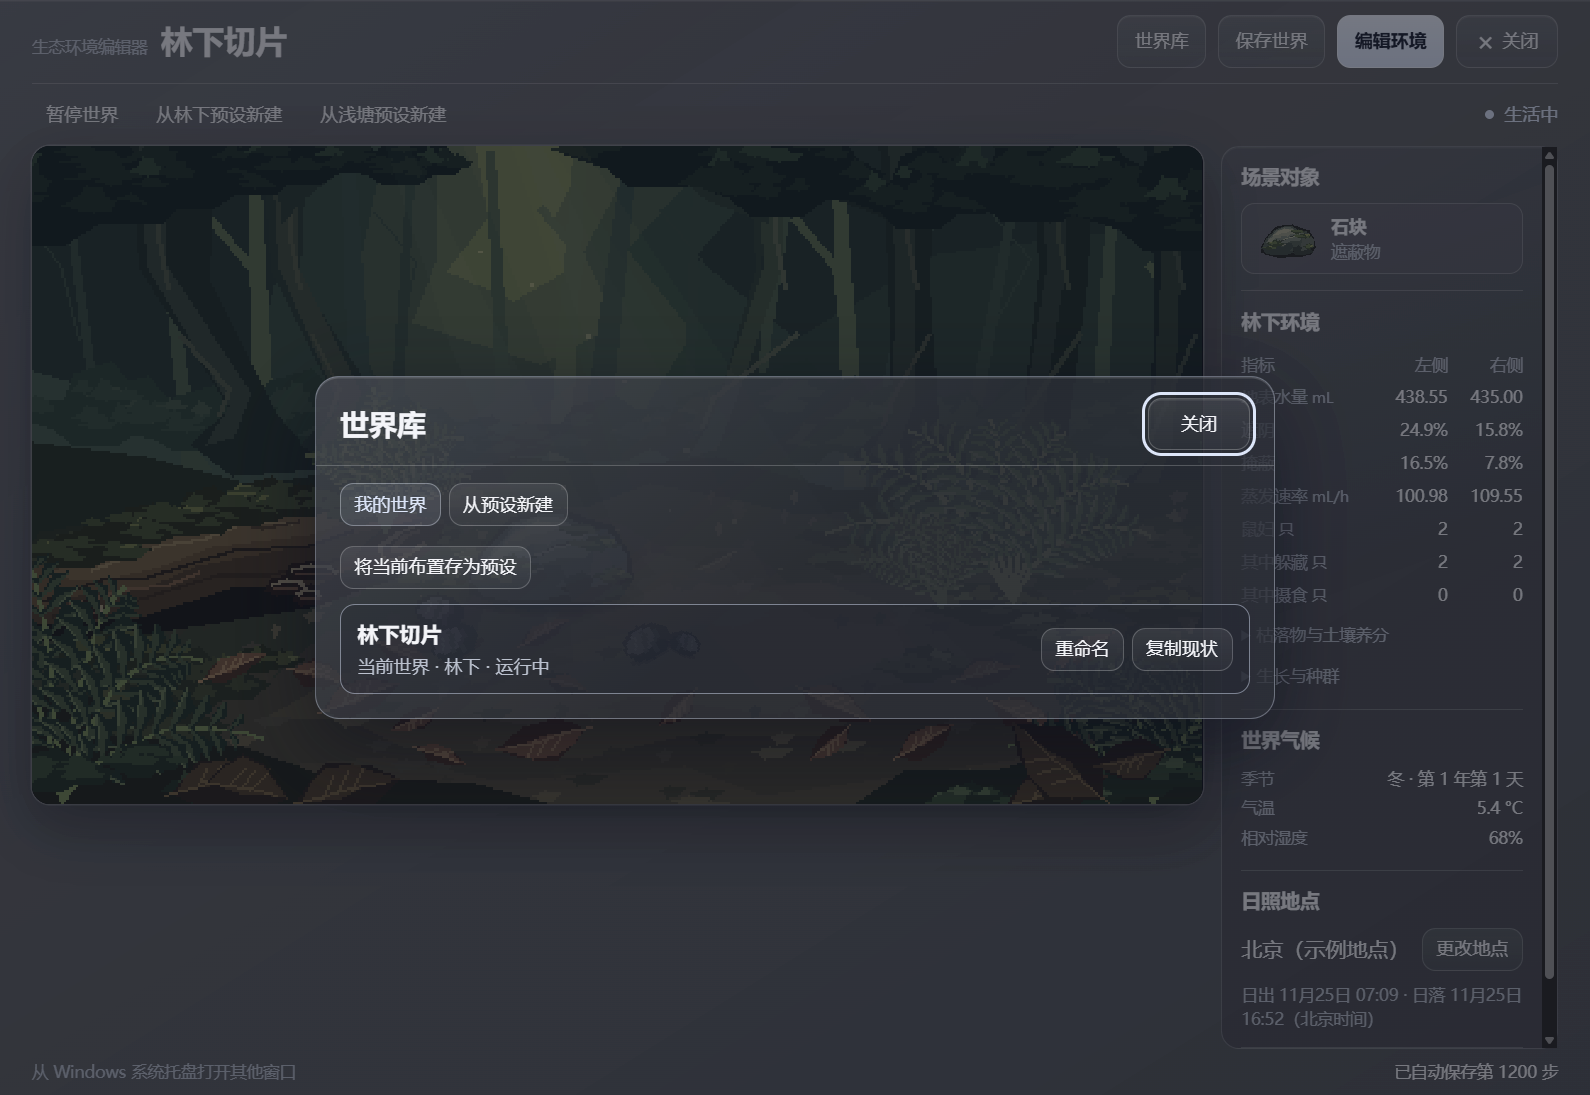 生态环境编辑器 林下切片
世界库 保存世界 编辑环境 × 关闭
暂停世界 从林下预设新建 从浅塘预设新建
生活中
场景对象
石块
遮蔽物
林下环境
指标 左侧 右侧
水量 mL 438.55 435.00
24.9% 15.8%
16.5% 7.8%
蒸发速率 mL/h 100.98 109.55
鼠妇 只 2 2
其中躲藏 只 2 2
其中摄食 只 0 0
枯落物与土壤养分
生长与种群
世界气候
季节 冬 · 第 1 年第 1 天
气温 5.4 °C
相对湿度 68%
日照地点
北京（示例地点） 更改地点
日出 11月25日 07:09 · 日落 11月25日
16:52（北京时间）
世界库 关闭
我的世界 从预设新建
将当前布置存为预设
林下切片
当前世界 · 林下 · 运行中
重命名 复制现状
从 Windows 系统托盘打开其他窗口
已自动保存第 1200 步